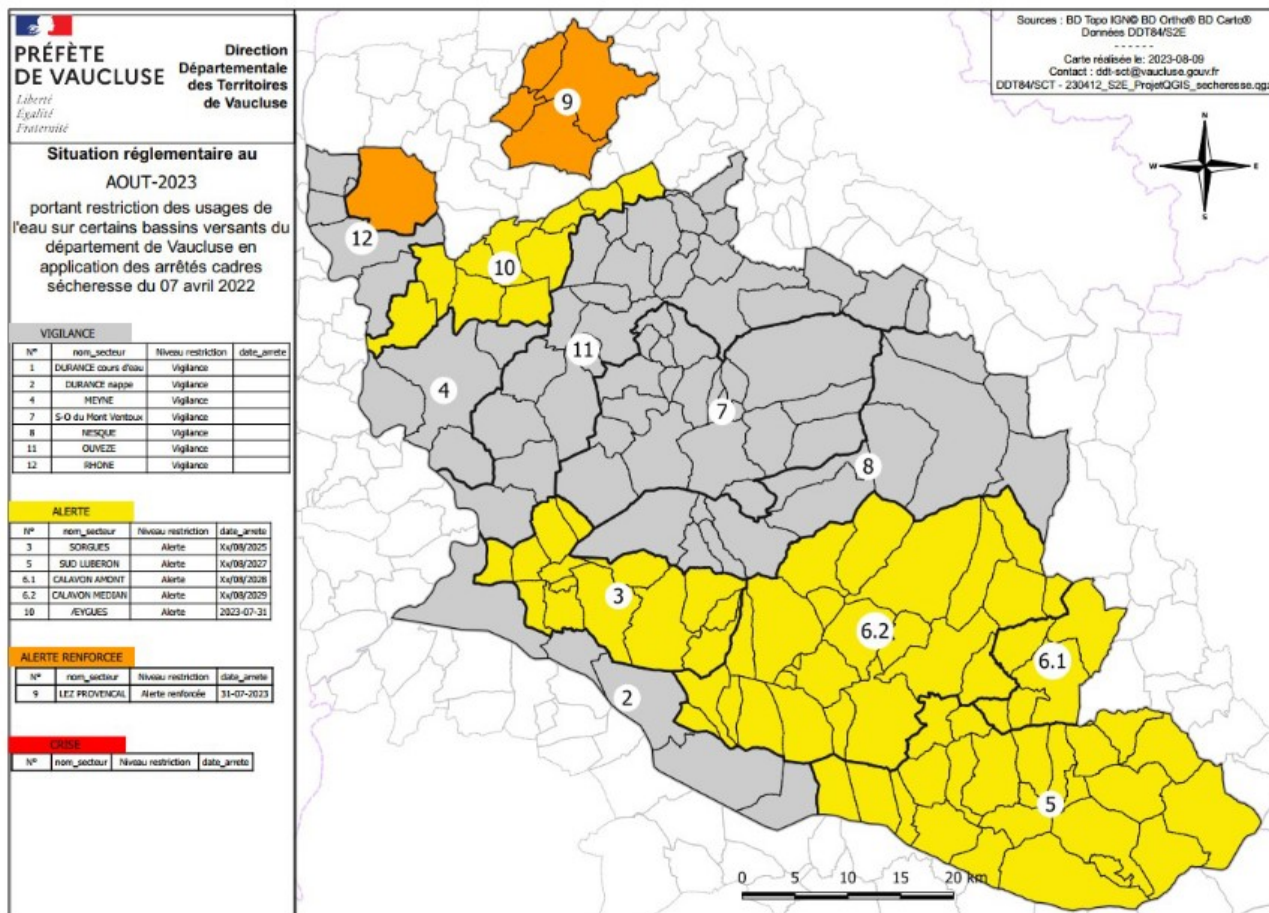 PRÉFÈTE
DE VAUCLUSE
Liberté
Égalité
Fraternité
Direction
Départementale
des Territoires
de Vaucluse
Situation réglementaire au
AOUT-2023
portant restriction des usages de
l'eau sur certains bassins versants du
département de Vaucluse en
application des arrêtés cadres
sécheresse du 07 avril 2022
VIGILANCE
N° nom_secteur Niveau restriction date_arrete
1 DURANCE cours d'eau Vigilance
2 DURANCE nappe Vigilance
4 MEYNE Vigilance
7 S-O du Mont Ventoux Vigilance
8 NESQUE Vigilance
11 OUVEZE Vigilance
12 RHONE Vigilance
ALERTE
N° nom_secteur Niveau restriction date_arrete
3 SORGUES Alerte Xx/08/2025
5 SUD LUBERON Alerte Xx/08/2027
6.1 CALAVON AMONT Alerte Xx/08/2028
6.2 CALAVON MEDIAN Alerte Xx/08/2029
10 ÆYGUES Alerte 2023-07-31
ALERTE RENFORCEE
N° nom_secteur Niveau restriction date_arrete
9 LEZ PROVENCAL Alerte renforcée 31-07-2023
CRISE
N° nom_secteur Niveau restriction date_arrete
Sources : BD Topo IGN® BD Ortho® BD Carto®
Données DDT84/S2E
- - - - - -
Carte réalisée le: 2023-08-09
Contact : ddt-sct@vaucluse.gouv.fr
DDT84/SCT - 230412_S2E_ProjetQGIS_secheresse.qgz
N
W E
S
9
12
10
11
4
7
8
3
6.2
6.1
2
5
0 5 10 15 20 km